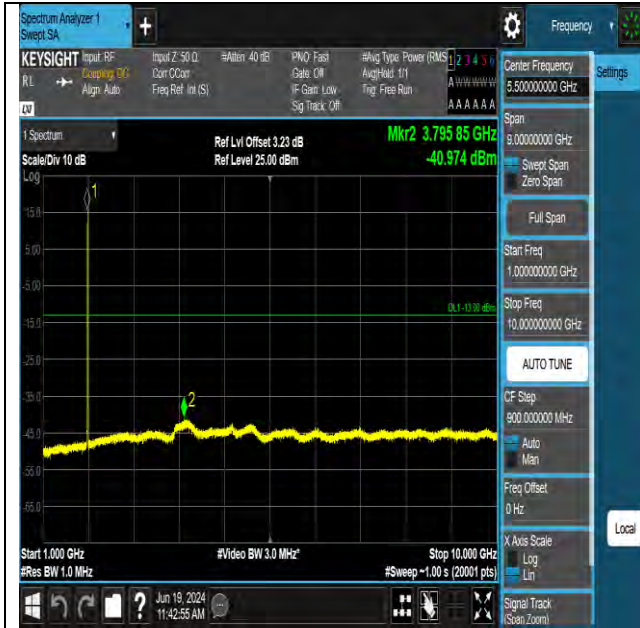 Spectrum Analyzer 1
Swept SA
+
Frequency
KEYSIGHT
RL
Input: RF
Coupling: DC
Align: Auto
Input Z: 50 Ω
Corr CCorr
Freq Ref: Int (S)
#Atten: 40 dB
PNO: Fast
Gate: Off
IF Gain: Low
Sig Track: Off
#Avg Type: Power (RMS)
Avg|Hold: 1/1
Trig: Free Run
1 2 3 4 5 6
A W W W W W
A A A A A A
1 Spectrum
Scale/Div 10 dB
Log
Ref Lvl Offset 3.23 dB
Ref Level 25.00 dBm
Mkr2 3.795 85 GHz
-40.974 dBm
1
15.0
5.00
-5.00
DL1 -13.00 dBm
-15.0
-25.0
-35.0
2
-45.0
-55.0
Start 1.000 GHz
#Video BW 3.0 MHz*
Stop 10.000 GHz
#Res BW 1.0 MHz
#Sweep ~1.00 s (20001 pts)
?
Jun 19, 2024
11:42:55 AM
Center Frequency
5.500000000 GHz
Settings
Span
9.00000000 GHz
Swept Span
Zero Span
Full Span
Start Freq
1.000000000 GHz
Stop Freq
10.000000000 GHz
AUTO TUNE
CF Step
900.000000 MHz
Auto
Man
Freq Offset
0 Hz
Local
X Axis Scale
Log
Lin
Signal Track
(Span Zoom)